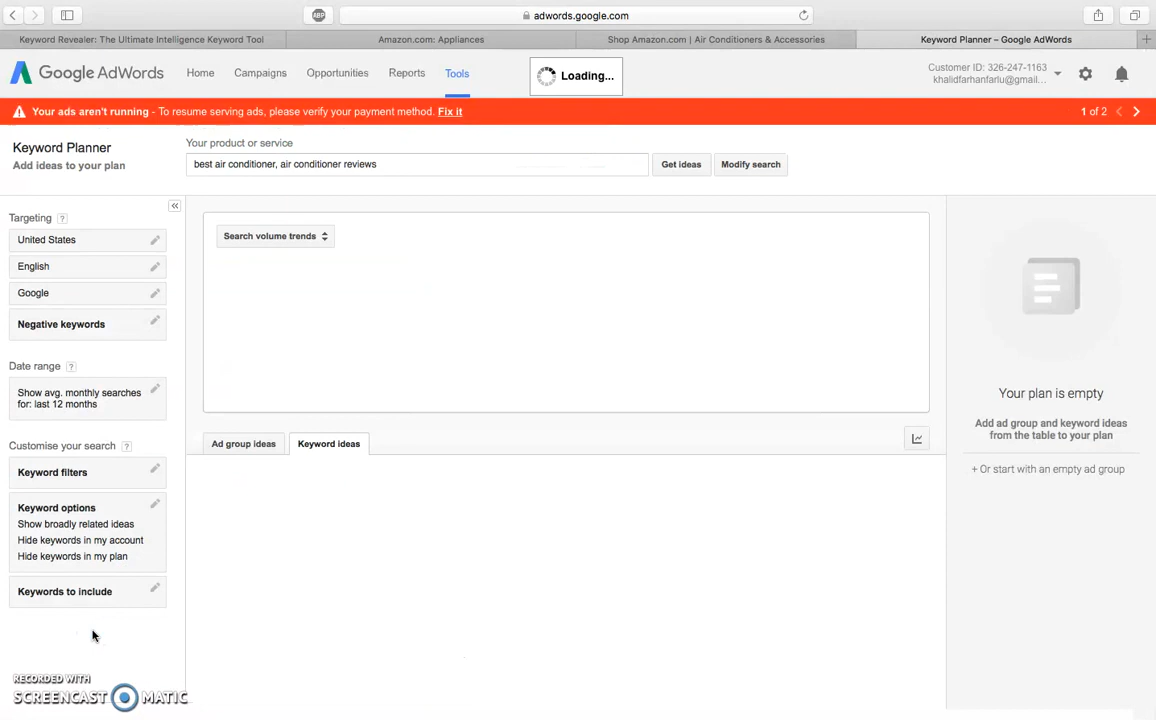 adwords.google.com
ABP
Keyword Revealer: The Ultimate Intelligence Keyword Tool
Amazon.com: Appliances
Shop Amazon.com | Air Conditioners & Accessories
Keyword Planner – Google AdWords
Google AdWords
Home
Campaigns
Opportunities
Reports
Tools
Loading...
Customer ID: 326-247-1163
khalidfarhanfarlu@gmail...
Your ads aren't running - To resume serving ads, please verify your payment method. Fix it
1 of 2
Keyword Planner
Add ideas to your plan
Your product or service
best air conditioner, air conditioner reviews
Get ideas
Modify search
Targeting ?
United States
English
Google
Negative keywords
Date range ?
Show avg. monthly searches
for: last 12 months
Customise your search ?
Keyword filters
Keyword options
Show broadly related ideas
Hide keywords in my account
Hide keywords in my plan
Keywords to include
Search volume trends
Ad group ideas
Keyword ideas
Your plan is empty
Add ad group and keyword ideas
from the table to your plan
+ Or start with an empty ad group
RECORDED WITH
SCREENCAST MATIC